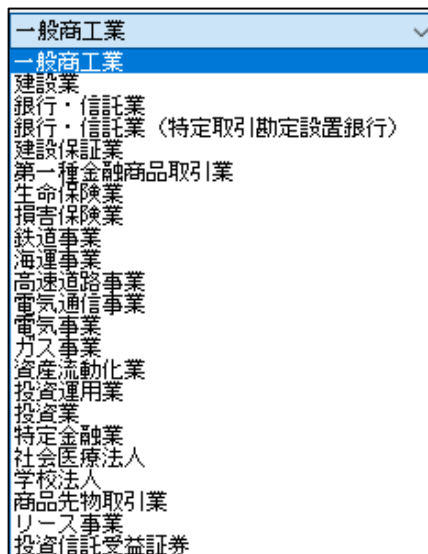 一般商工業
一般商工業
建設業
銀行・信託業
銀行・信託業（特定取引勘定設置銀行）
建設保証業
第一種金融商品取引業
生命保険業
損害保険業
鉄道事業
海運事業
高速道路事業
電気通信事業
電気事業
ガス事業
資産流動化業
投資運用業
投資業
特定金融業
社会医療法人
学校法人
商品先物取引業
リース事業
投資信託受益証券